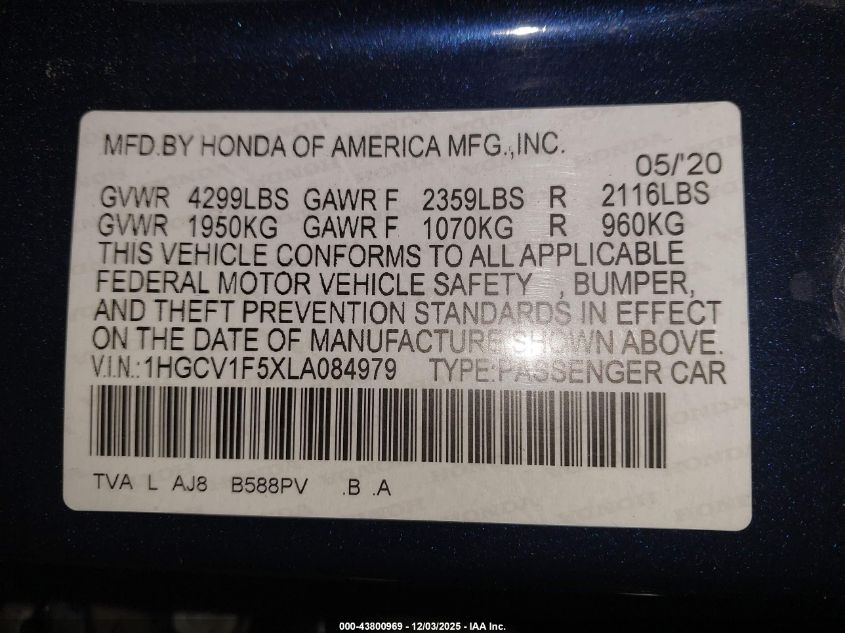 MFD.BY HONDA OF AMERICA MFG.,INC.
05/'20
GVWR 4299LBS GAWR F 2359LBS R 2116LBS
GVWR 1950KG GAWR F 1070KG R 960KG
THIS VEHICLE CONFORMS TO ALL APPLICABLE
FEDERAL MOTOR VEHICLE SAFETY , BUMPER,
AND THEFT PREVENTION STANDARDS IN EFFECT
ON THE DATE OF MANUFACTURE SHOWN ABOVE.
V.I.N.:1HGCV1F5XLA084979 TYPE:PASSENGER CAR
TVA L AJ8 B588PV .B .A
000-43800969 - 12/03/2025 - IAA Inc.